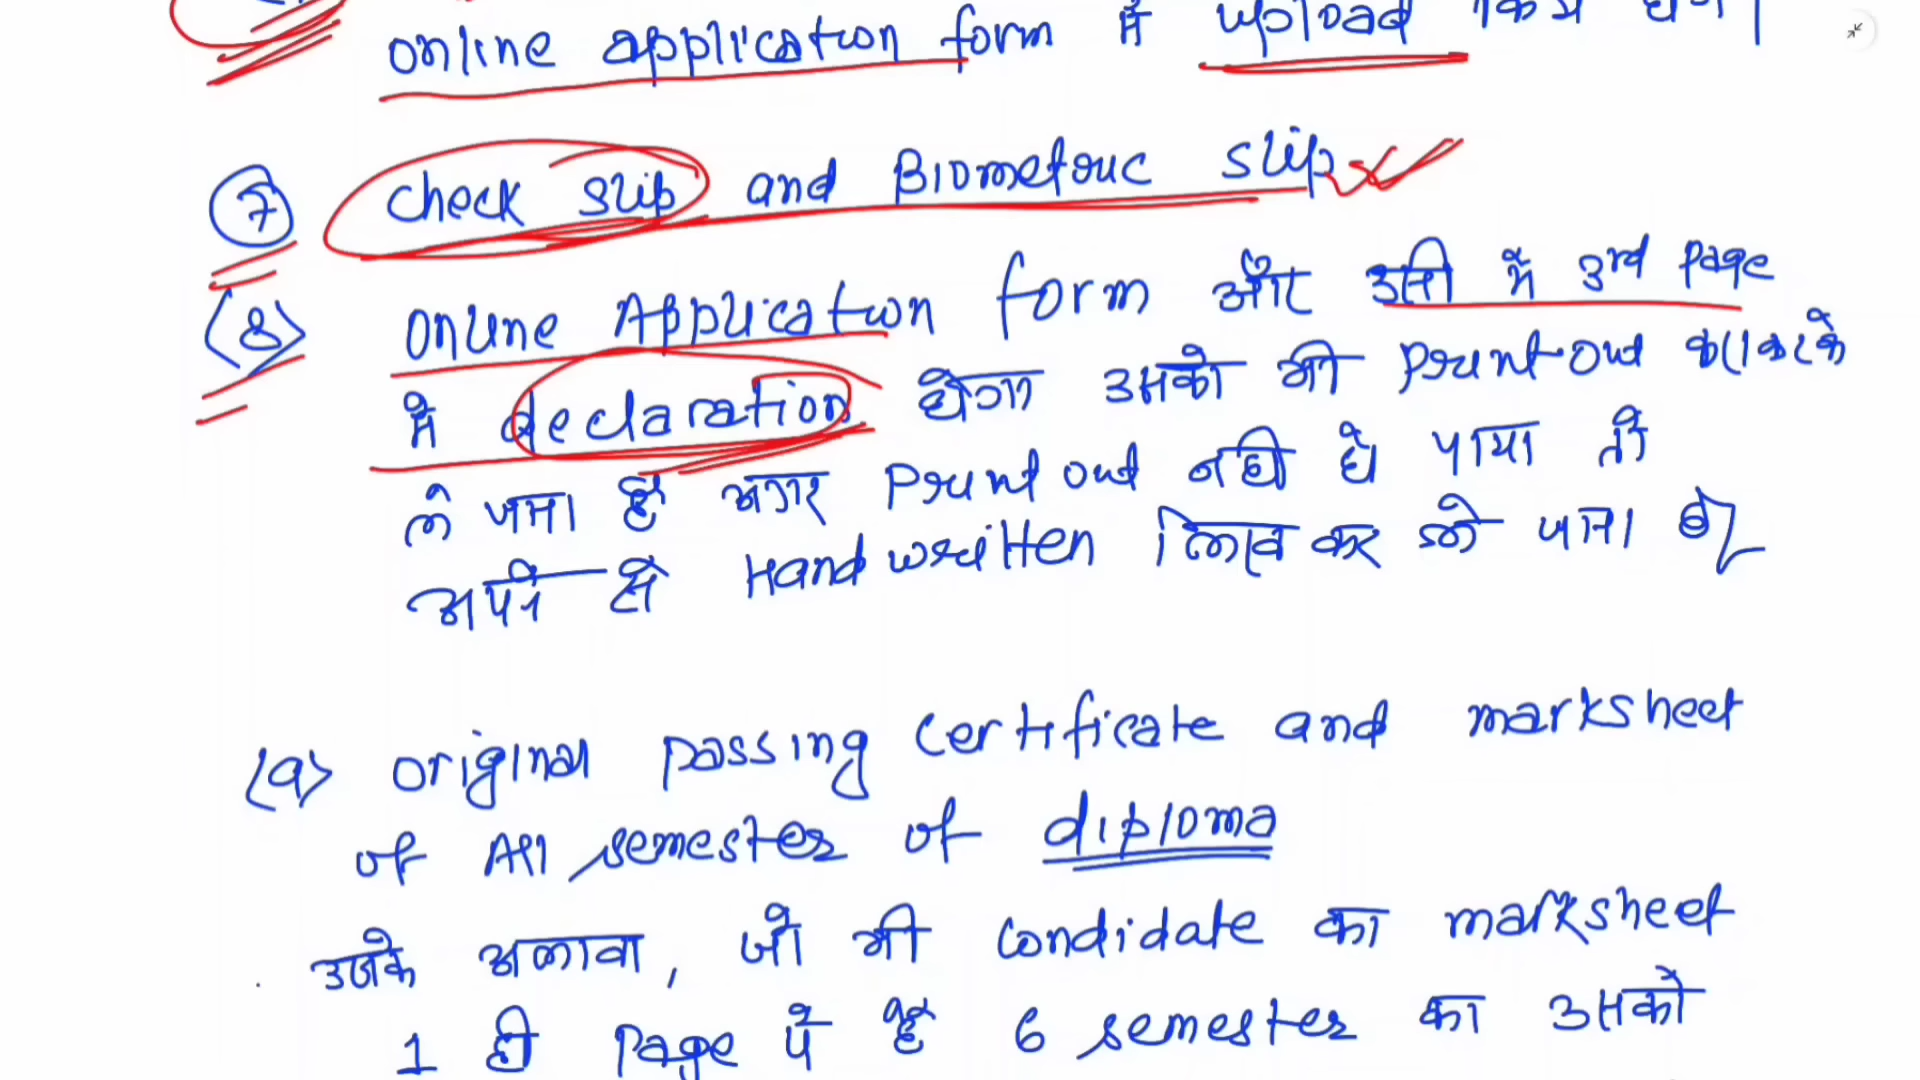 online application form में upload किये होंगे।
7 Check slip and Biometric slip
(8) Online Application form और उसी में 3rd page
में declaration होगा उसको भी Print out करा करके
ले जाना है अगर Print out नहीं हो पाया तो
अपने से Handwritten लिख कर ले जाना है
(9) original passing certificate and marksheet
of All semester of diploma
उसके अलावा, जो भी Condidate का marksheet
1 ही page पे है 6 semester का उसको